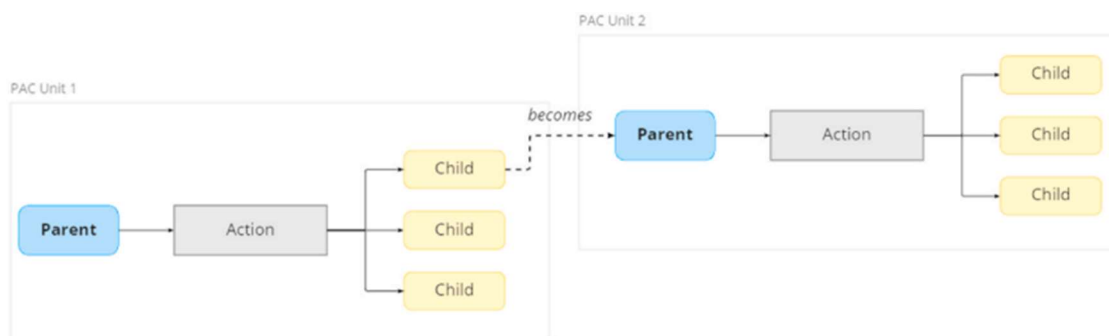 PAC Unit 1
Parent
Action
Child
Child
Child
becomes
PAC Unit 2
Parent
Action
Child
Child
Child